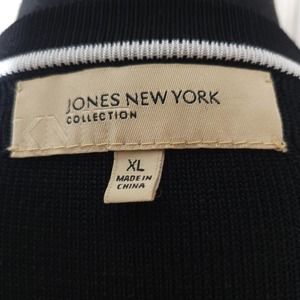 JONES NEW YORK
COLLECTION
XL
MADE IN
CHINA